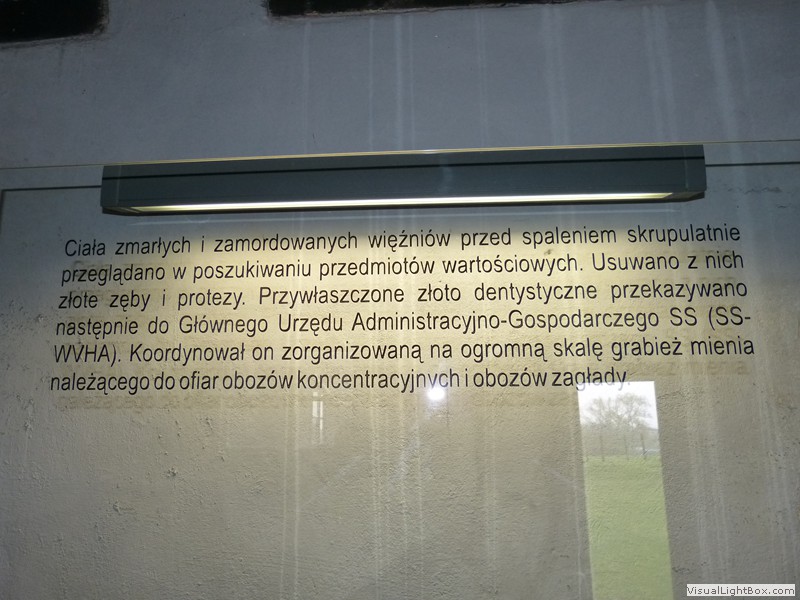 Ciała zmarłych i zamordowanych więźniów przed spaleniem skrupulatnie
przeglądano w poszukiwaniu przedmiotów wartościowych. Usuwano z nich
złote zęby i protezy. Przywłaszczone złoto dentystyczne przekazywano
następnie do Głównego Urzędu Administracyjno-Gospodarczego SS (SS-
WVHA). Koordynował on zorganizowaną na ogromną skalę grabież mienia
należącego do ofiar obozów koncentracyjnych i obozów zagłady.
VisualLightBox.com